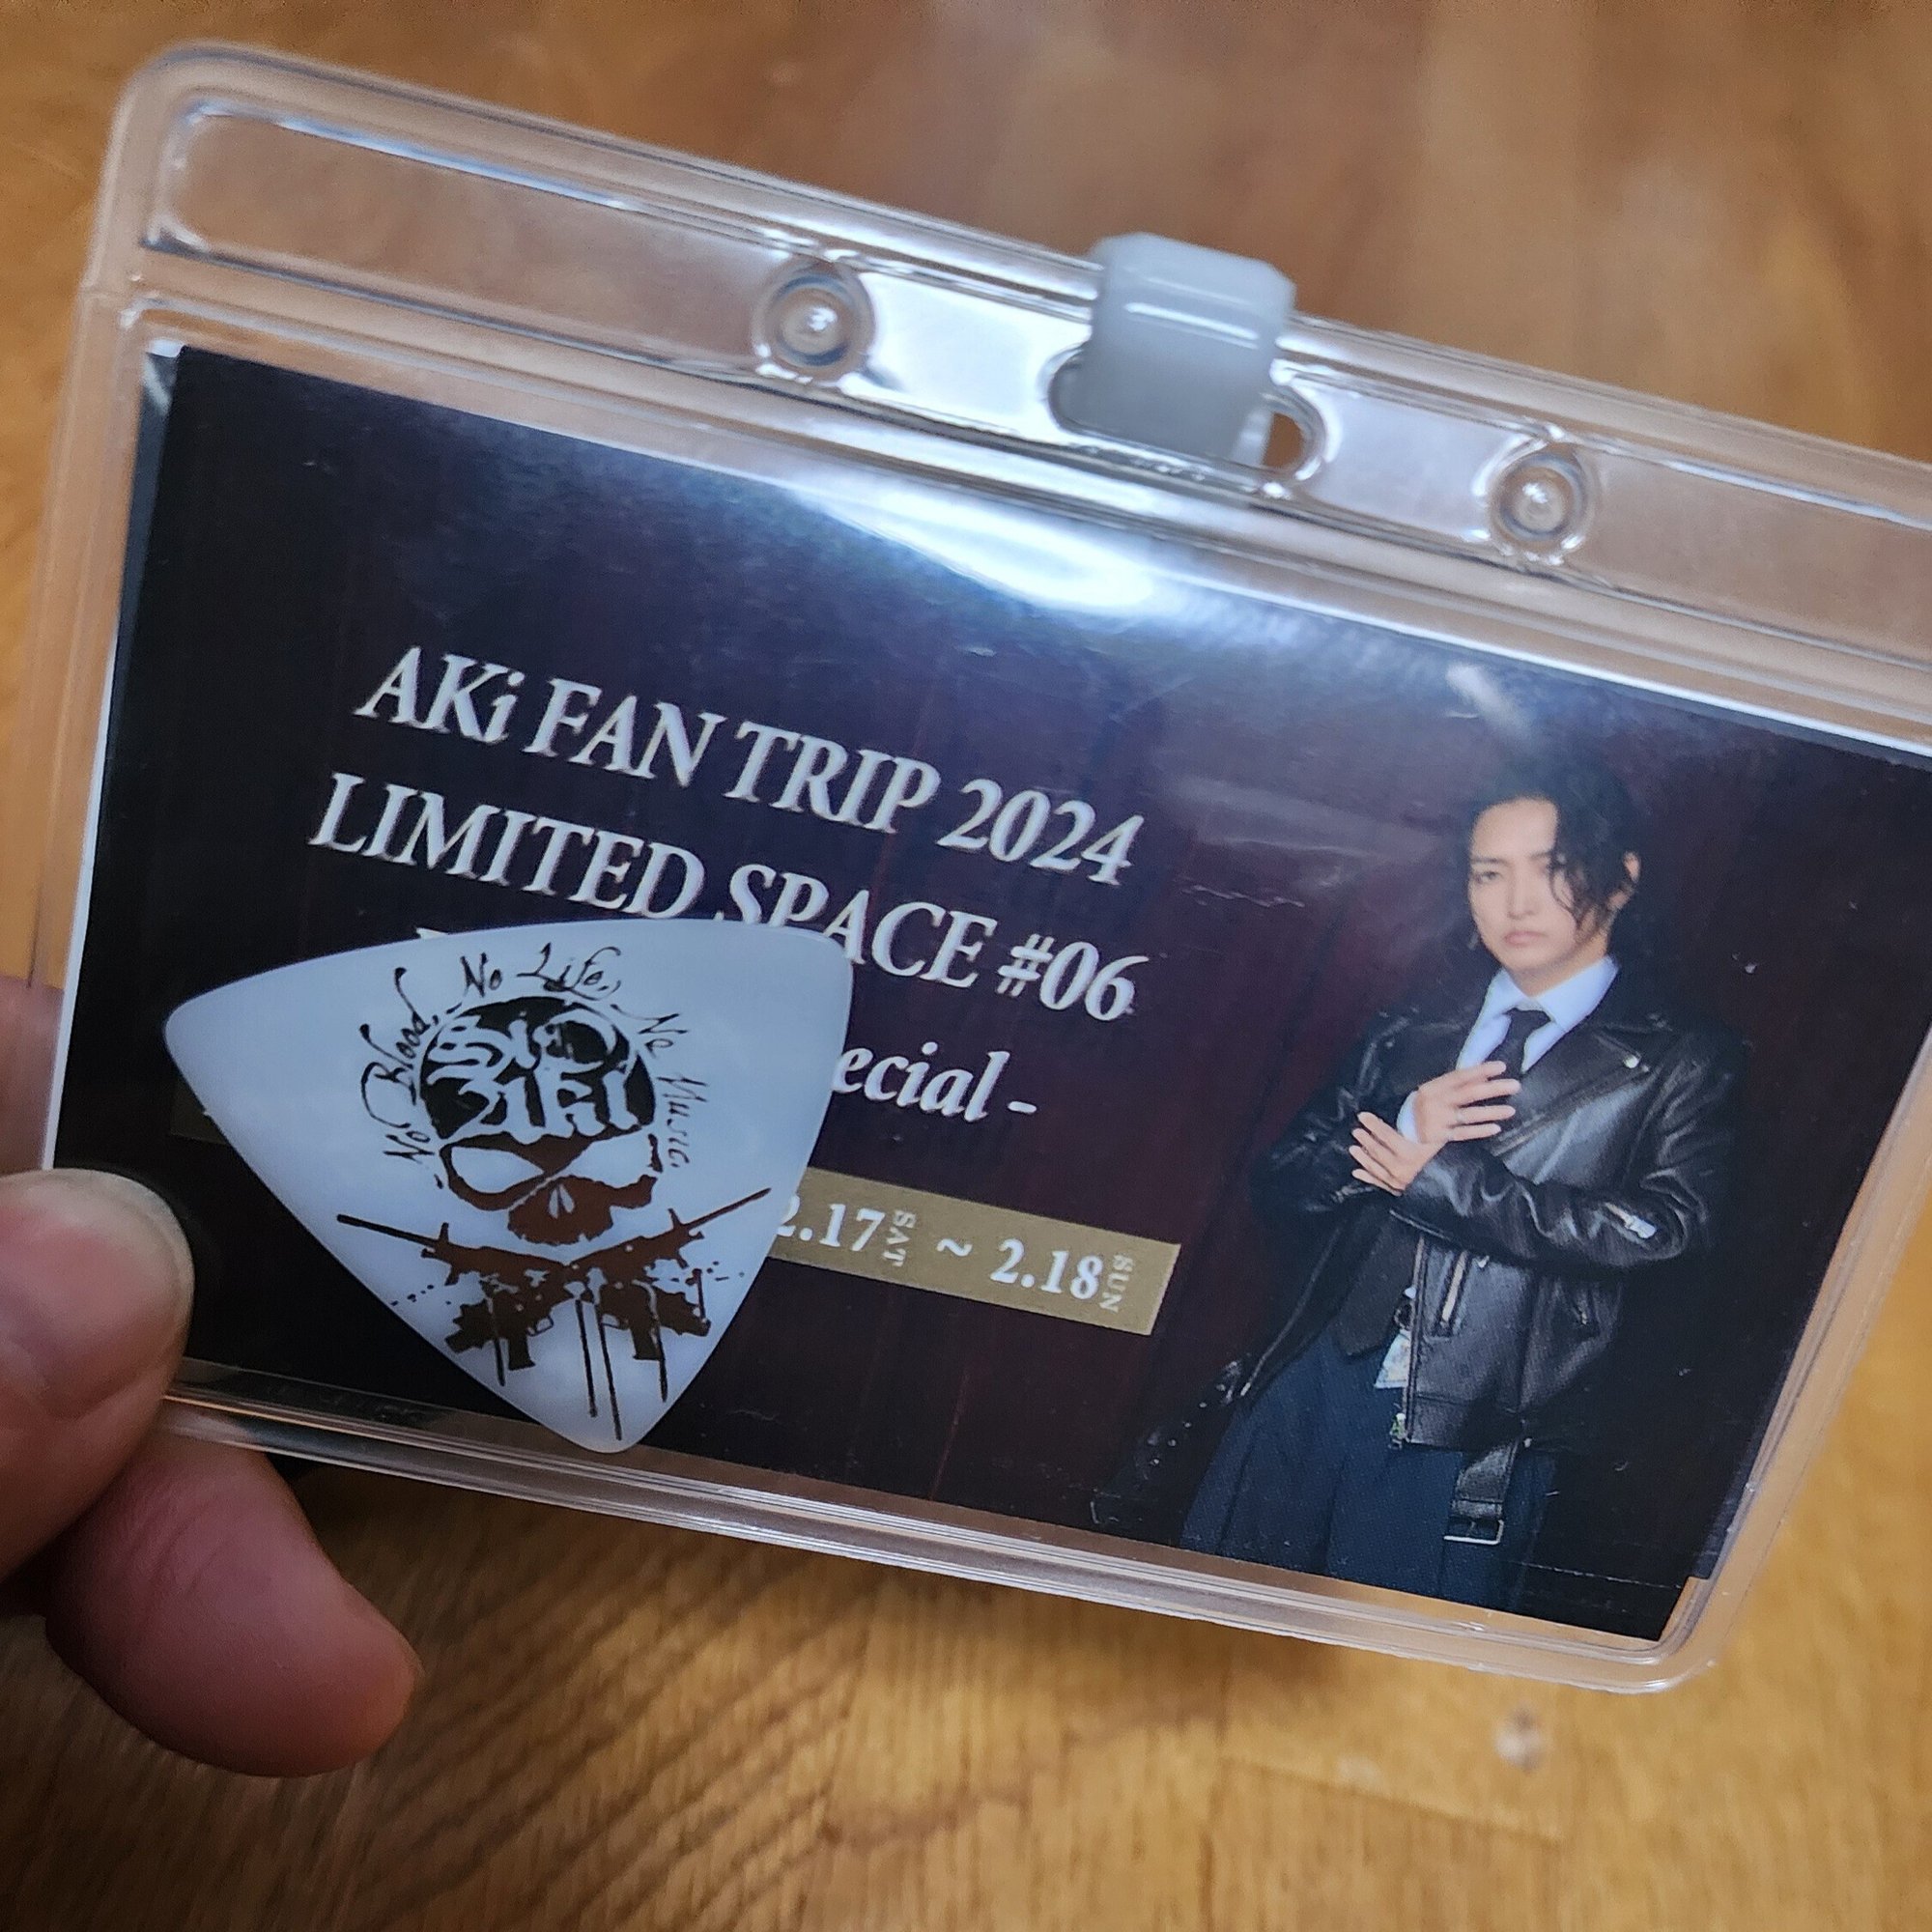 AKi FAN TRIP 2024
LIMITED SPACE #06
ecial -
2.17 SAT ~ 2.18 SUN
No Blood, No Life, No Music.